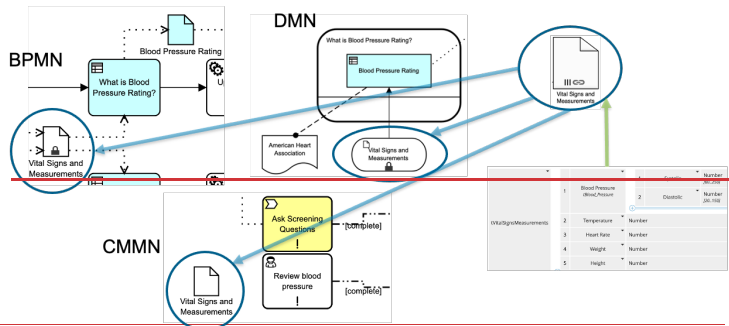 BPMN
Blood Pressure Rating
What is Blood
Pressure Rating?
Vital Signs and
Measurements
DMN
What is Blood Pressure Rating?
Blood Pressure Rating
American Heart
Association
Vital Signs and
Measurements
Vital Signs and
Measurements
CMMN
Ask Screening
Questions
!
[complete]
Review blood
pressure
!
[complete]
Vital Signs and
Measurements
tVitalSignsMeasurements
1 Blood Pressure
Number
2 Diastolic Number
2 Temperature Number
3 Heart Rate Number
4 Weight Number
5 Height Number